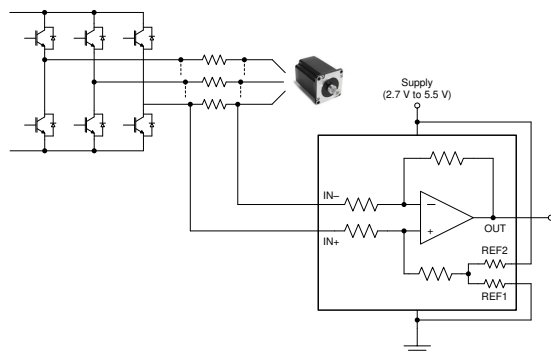 Supply
(2.7 V to 5.5 V)
IN–
IN+
–
+
OUT
REF2
REF1